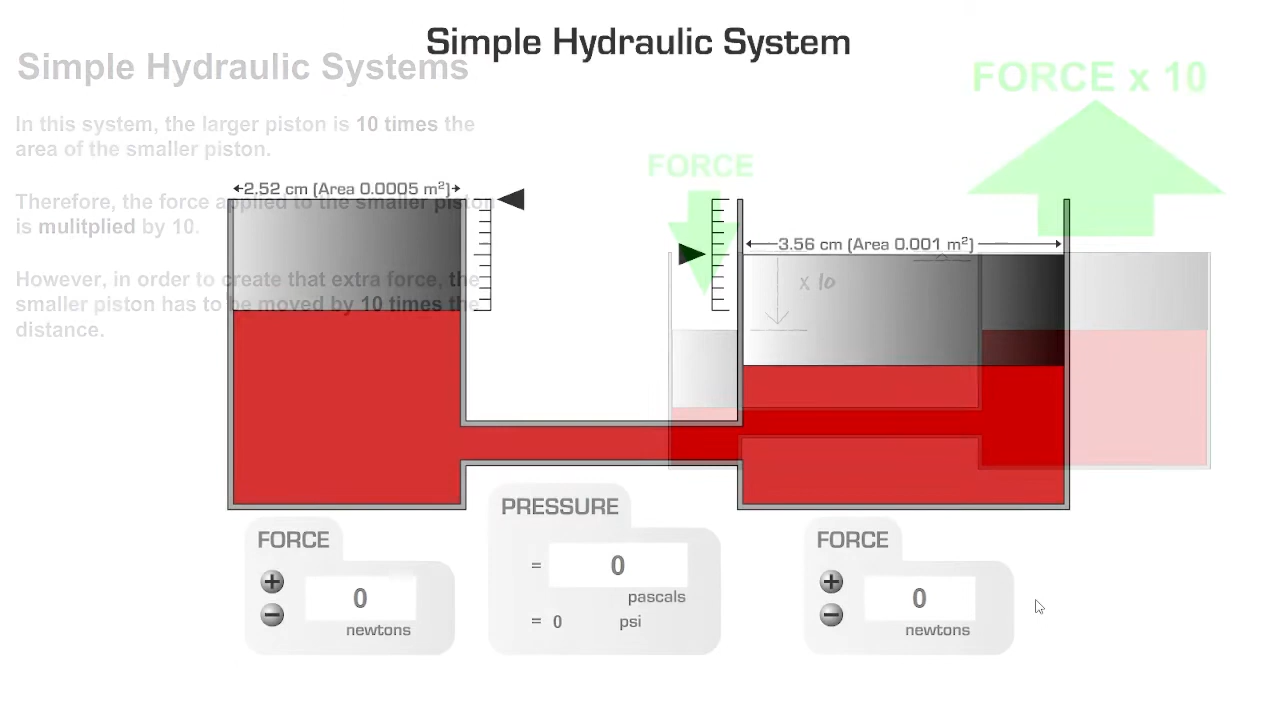 Simple Hydraulic System
Simple Hydraulic Systems
In this system, the larger piston is 10 times the
area of the smaller piston.
Therefore, the force applied to the smaller piston
is mulitplied by 10.
However, in order to create that extra force, the
smaller piston has to be moved by 10 times the
distance.
FORCE x 10
FORCE
2.52 cm (Area 0.0005 m²)
3.56 cm (Area 0.001 m²)
x 10
FORCE
+
0
−
newtons
PRESSURE
= 0
pascals
= 0 psi
FORCE
+
0
−
newtons